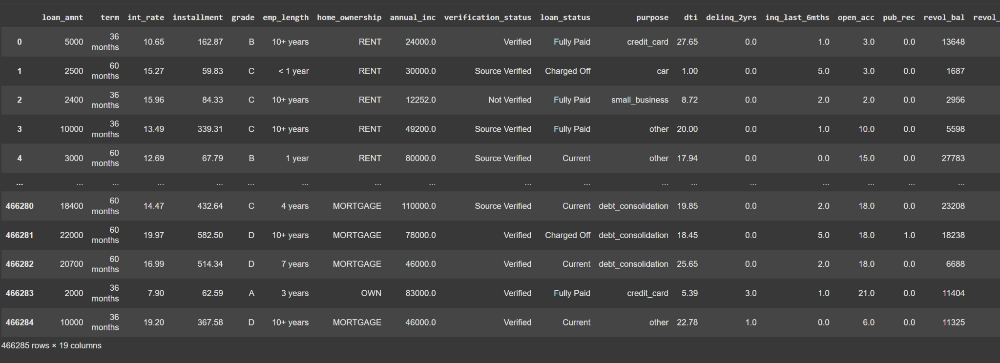 loan_amnt term int_rate installment grade emp_length home_ownership annual_inc verification_status loan_status purpose dti delinq_2yrs inq_last_6mths open_acc pub_rec revol_bal revol_
0 5000 36 months 10.65 162.87 B 10+ years RENT 24000.0 Verified Fully Paid credit_card 27.65 0.0 1.0 3.0 0.0 13648
1 2500 60 months 15.27 59.83 C < 1 year RENT 30000.0 Source Verified Charged Off car 1.00 0.0 5.0 3.0 0.0 1687
2 2400 36 months 15.96 84.33 C 10+ years RENT 12252.0 Not Verified Fully Paid small_business 8.72 0.0 2.0 2.0 0.0 2956
3 10000 36 months 13.49 339.31 C 10+ years RENT 49200.0 Source Verified Fully Paid other 20.00 0.0 1.0 10.0 0.0 5598
4 3000 60 months 12.69 67.79 B 1 year RENT 80000.0 Source Verified Current other 17.94 0.0 0.0 15.0 0.0 27783
... ... ... ... ... ... ... ... ... ... ... ... ... ... ... ... ... ...
466280 18400 60 months 14.47 432.64 C 4 years MORTGAGE 110000.0 Source Verified Current debt_consolidation 19.85 0.0 2.0 18.0 0.0 23208
466281 22000 60 months 19.97 582.50 D 10+ years MORTGAGE 78000.0 Verified Charged Off debt_consolidation 18.45 0.0 5.0 18.0 1.0 18238
466282 20700 60 months 16.99 514.34 D 7 years MORTGAGE 46000.0 Verified Current debt_consolidation 25.65 0.0 2.0 18.0 0.0 6688
466283 2000 36 months 7.90 62.59 A 3 years OWN 83000.0 Verified Fully Paid credit_card 5.39 3.0 1.0 21.0 0.0 11404
466284 10000 36 months 19.20 367.58 D 10+ years MORTGAGE 46000.0 Verified Current other 22.78 1.0 0.0 6.0 0.0 11325
466285 rows × 19 columns